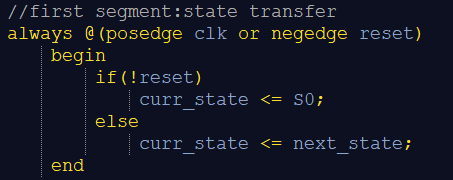 //first segment:state transfer
always @(posedge clk or negedge reset)
begin
if(!reset)
curr_state <= S0;
else
curr_state <= next_state;
end